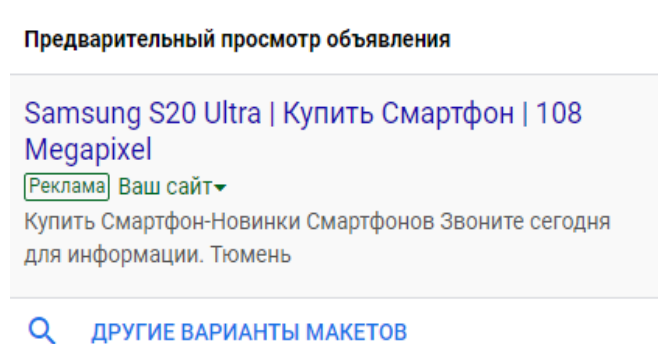 Предварительный просмотр объявления
Samsung S20 Ultra | Купить Смартфон | 108
Megapixel
Реклама Ваш сайт
Купить Смартфон-Новинки Смартфонов Звоните сегодня
для информации. Тюмень
ДРУГИЕ ВАРИАНТЫ МАКЕТОВ